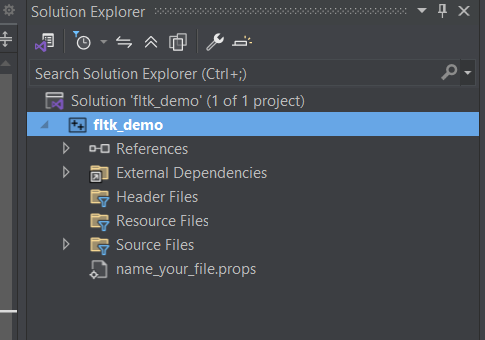 Solution Explorer
Search Solution Explorer (Ctrl+;)
Solution 'fltk_demo' (1 of 1 project)
fltk_demo
References
External Dependencies
Header Files
Resource Files
Source Files
name_your_file.props